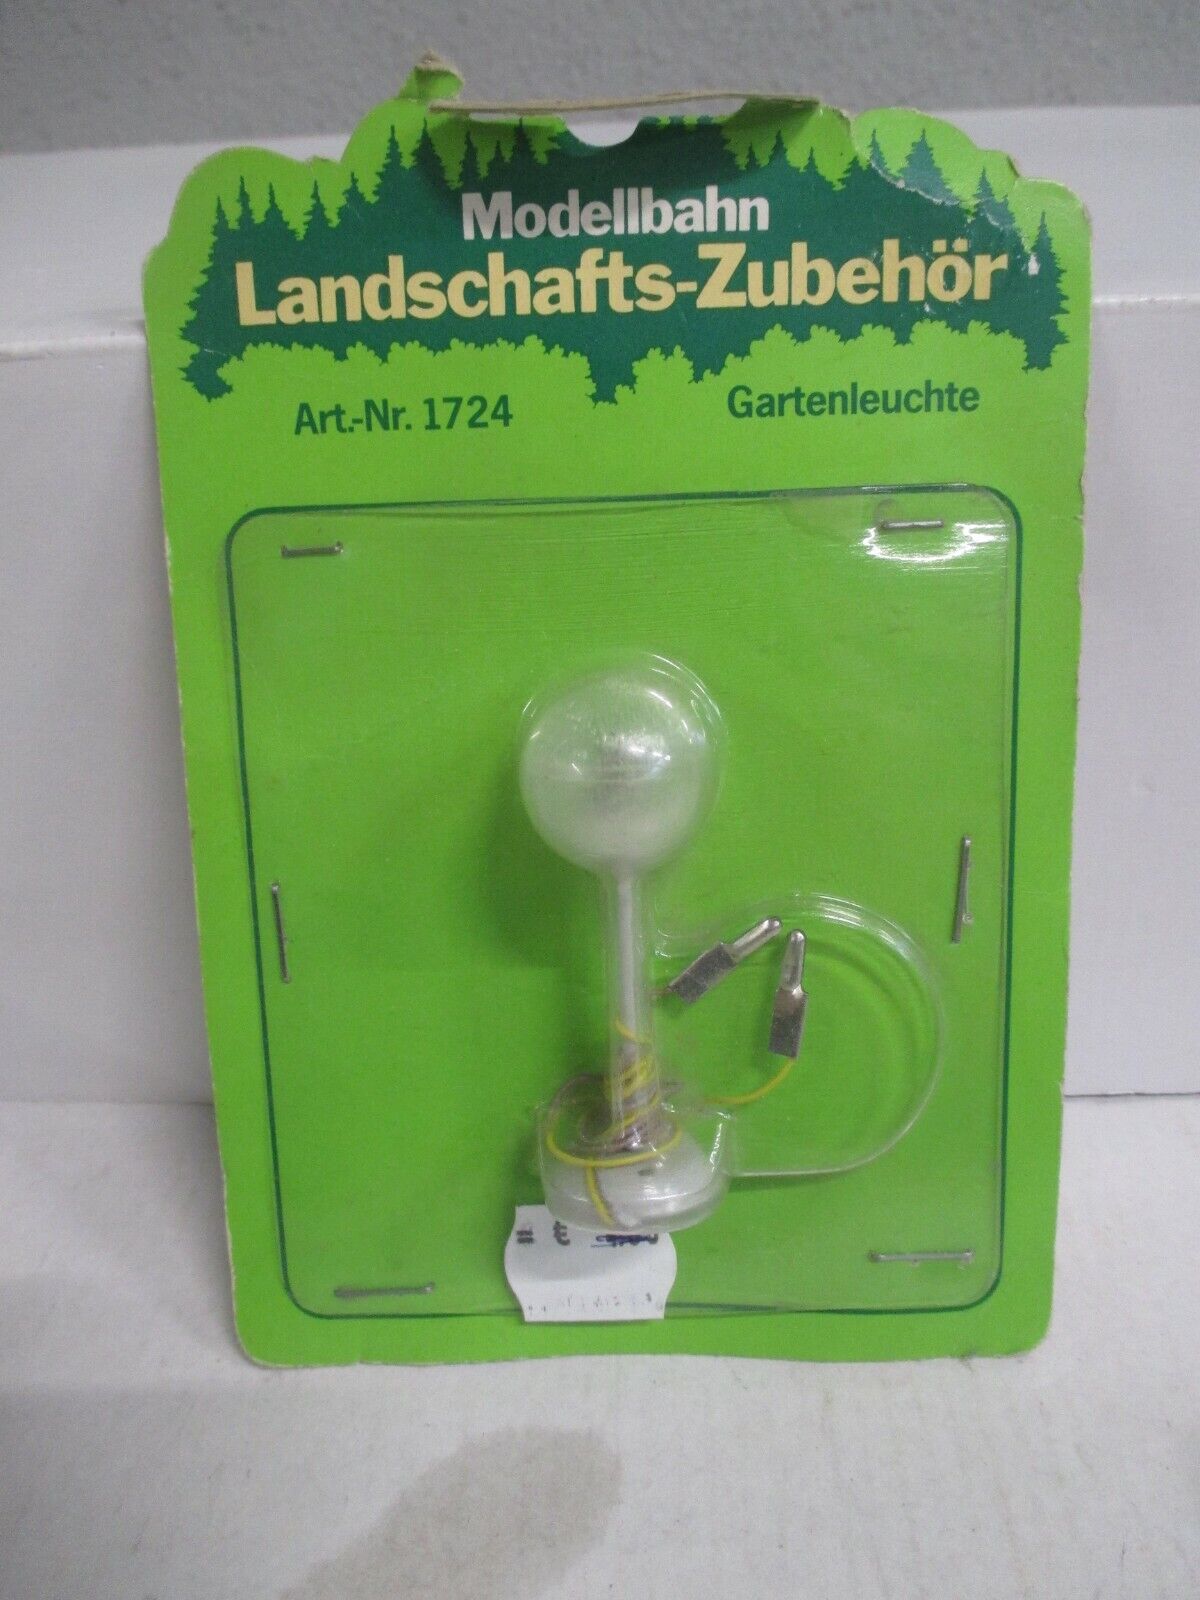 Modellbahn
Landschafts-Zubehör
Art.-Nr. 1724
Gartenleuchte